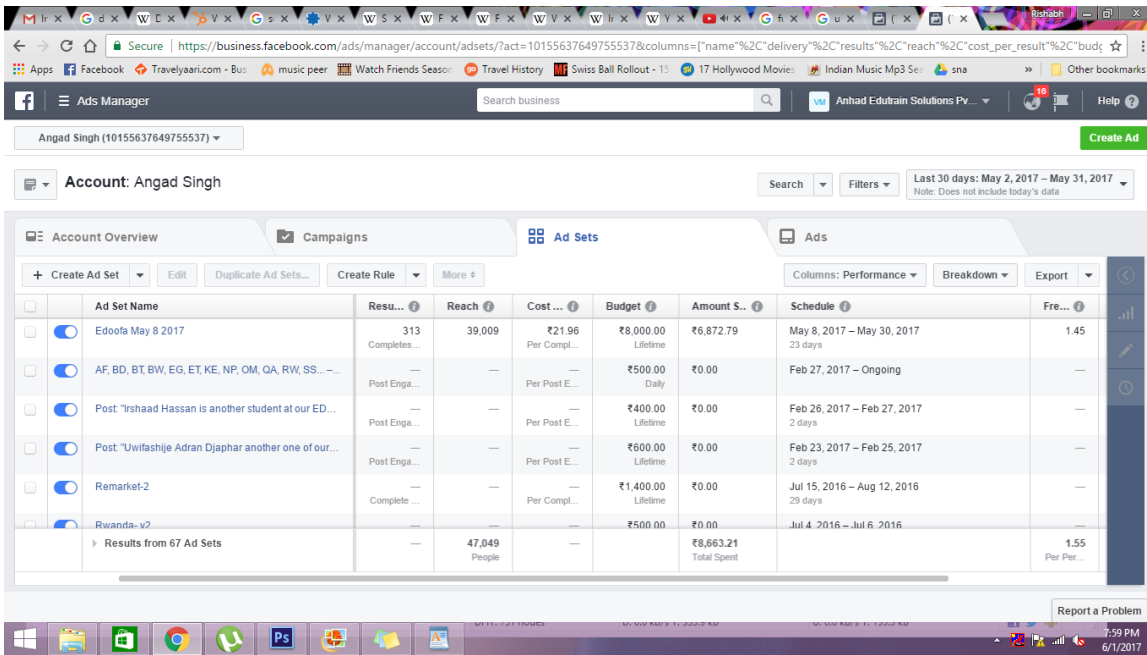 Rishabh
Secure https://business.facebook.com/ads/manager/account/adsets/?act=10155637649755537&columns=["name"%2C"delivery"%2C"results"%2C"reach"%2C"cost_per_result"%2C"budg
Apps Facebook Travelyaari.com - Bus music peer Watch Friends Season Travel History Swiss Ball Rollout - 15 17 Hollywood Movies Indian Music Mp3 Sea sna » Other bookmarks
Ads Manager Search business VM Anhad Edutrain Solutions Pv... 16 Help
Angad Singh (10155637649755537) Create Ad
Account: Angad Singh Search Filters Last 30 days: May 2, 2017 – May 31, 2017
Note: Does not include today's data
Account Overview Campaigns Ad Sets Ads
+ Create Ad Set Edit Duplicate Ad Sets... Create Rule More Columns: Performance Breakdown Export
Ad Set Name Resu... Reach Cost ... Budget Amount S.. Schedule Fre...
Edoofa May 8 2017 313 39,009 ₹21.96 ₹8,000.00 ₹6,872.79 May 8, 2017 – May 30, 2017 1.45
Completes... Per Compl... Lifetime 23 days
AF, BD, BT, BW, EG, ET, KE, NP, OM, QA, RW, SS... –... — — — ₹500.00 ₹0.00 Feb 27, 2017 – Ongoing —
Post Enga... Per Post E... Daily
Post: "Irshaad Hassan is another student at our ED... — — — ₹400.00 ₹0.00 Feb 26, 2017 – Feb 27, 2017 —
Post Enga... Per Post E... Lifetime 2 days
Post: "Uwifashije Adran Djaphar another one of our... — — — ₹600.00 ₹0.00 Feb 23, 2017 – Feb 25, 2017 —
Post Enga... Per Post E... Lifetime 2 days
Remarket-2 — — — ₹1,400.00 ₹0.00 Jul 15, 2016 – Aug 12, 2016 —
Complete ... Per Compl... Lifetime 29 days
Rwanda- v2 — — — ₹500.00 ₹0.00 Jul 4, 2016 – Jul 6, 2016 —
Results from 67 Ad Sets — 47,049 — ₹8,663.21 1.55
People Total Spent Per Per...
Report a Problem
Ps
7:59 PM
6/1/2017